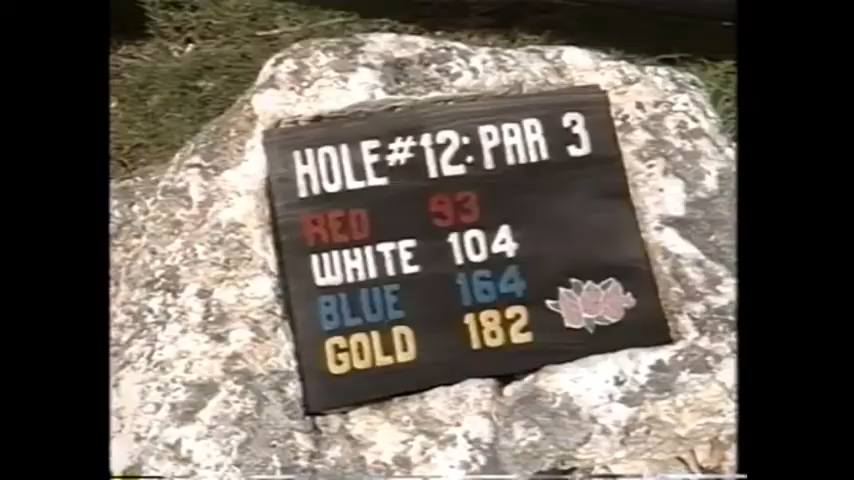 HOLE #12: PAR 3
RED 93
WHITE 104
BLUE 164
GOLD 182